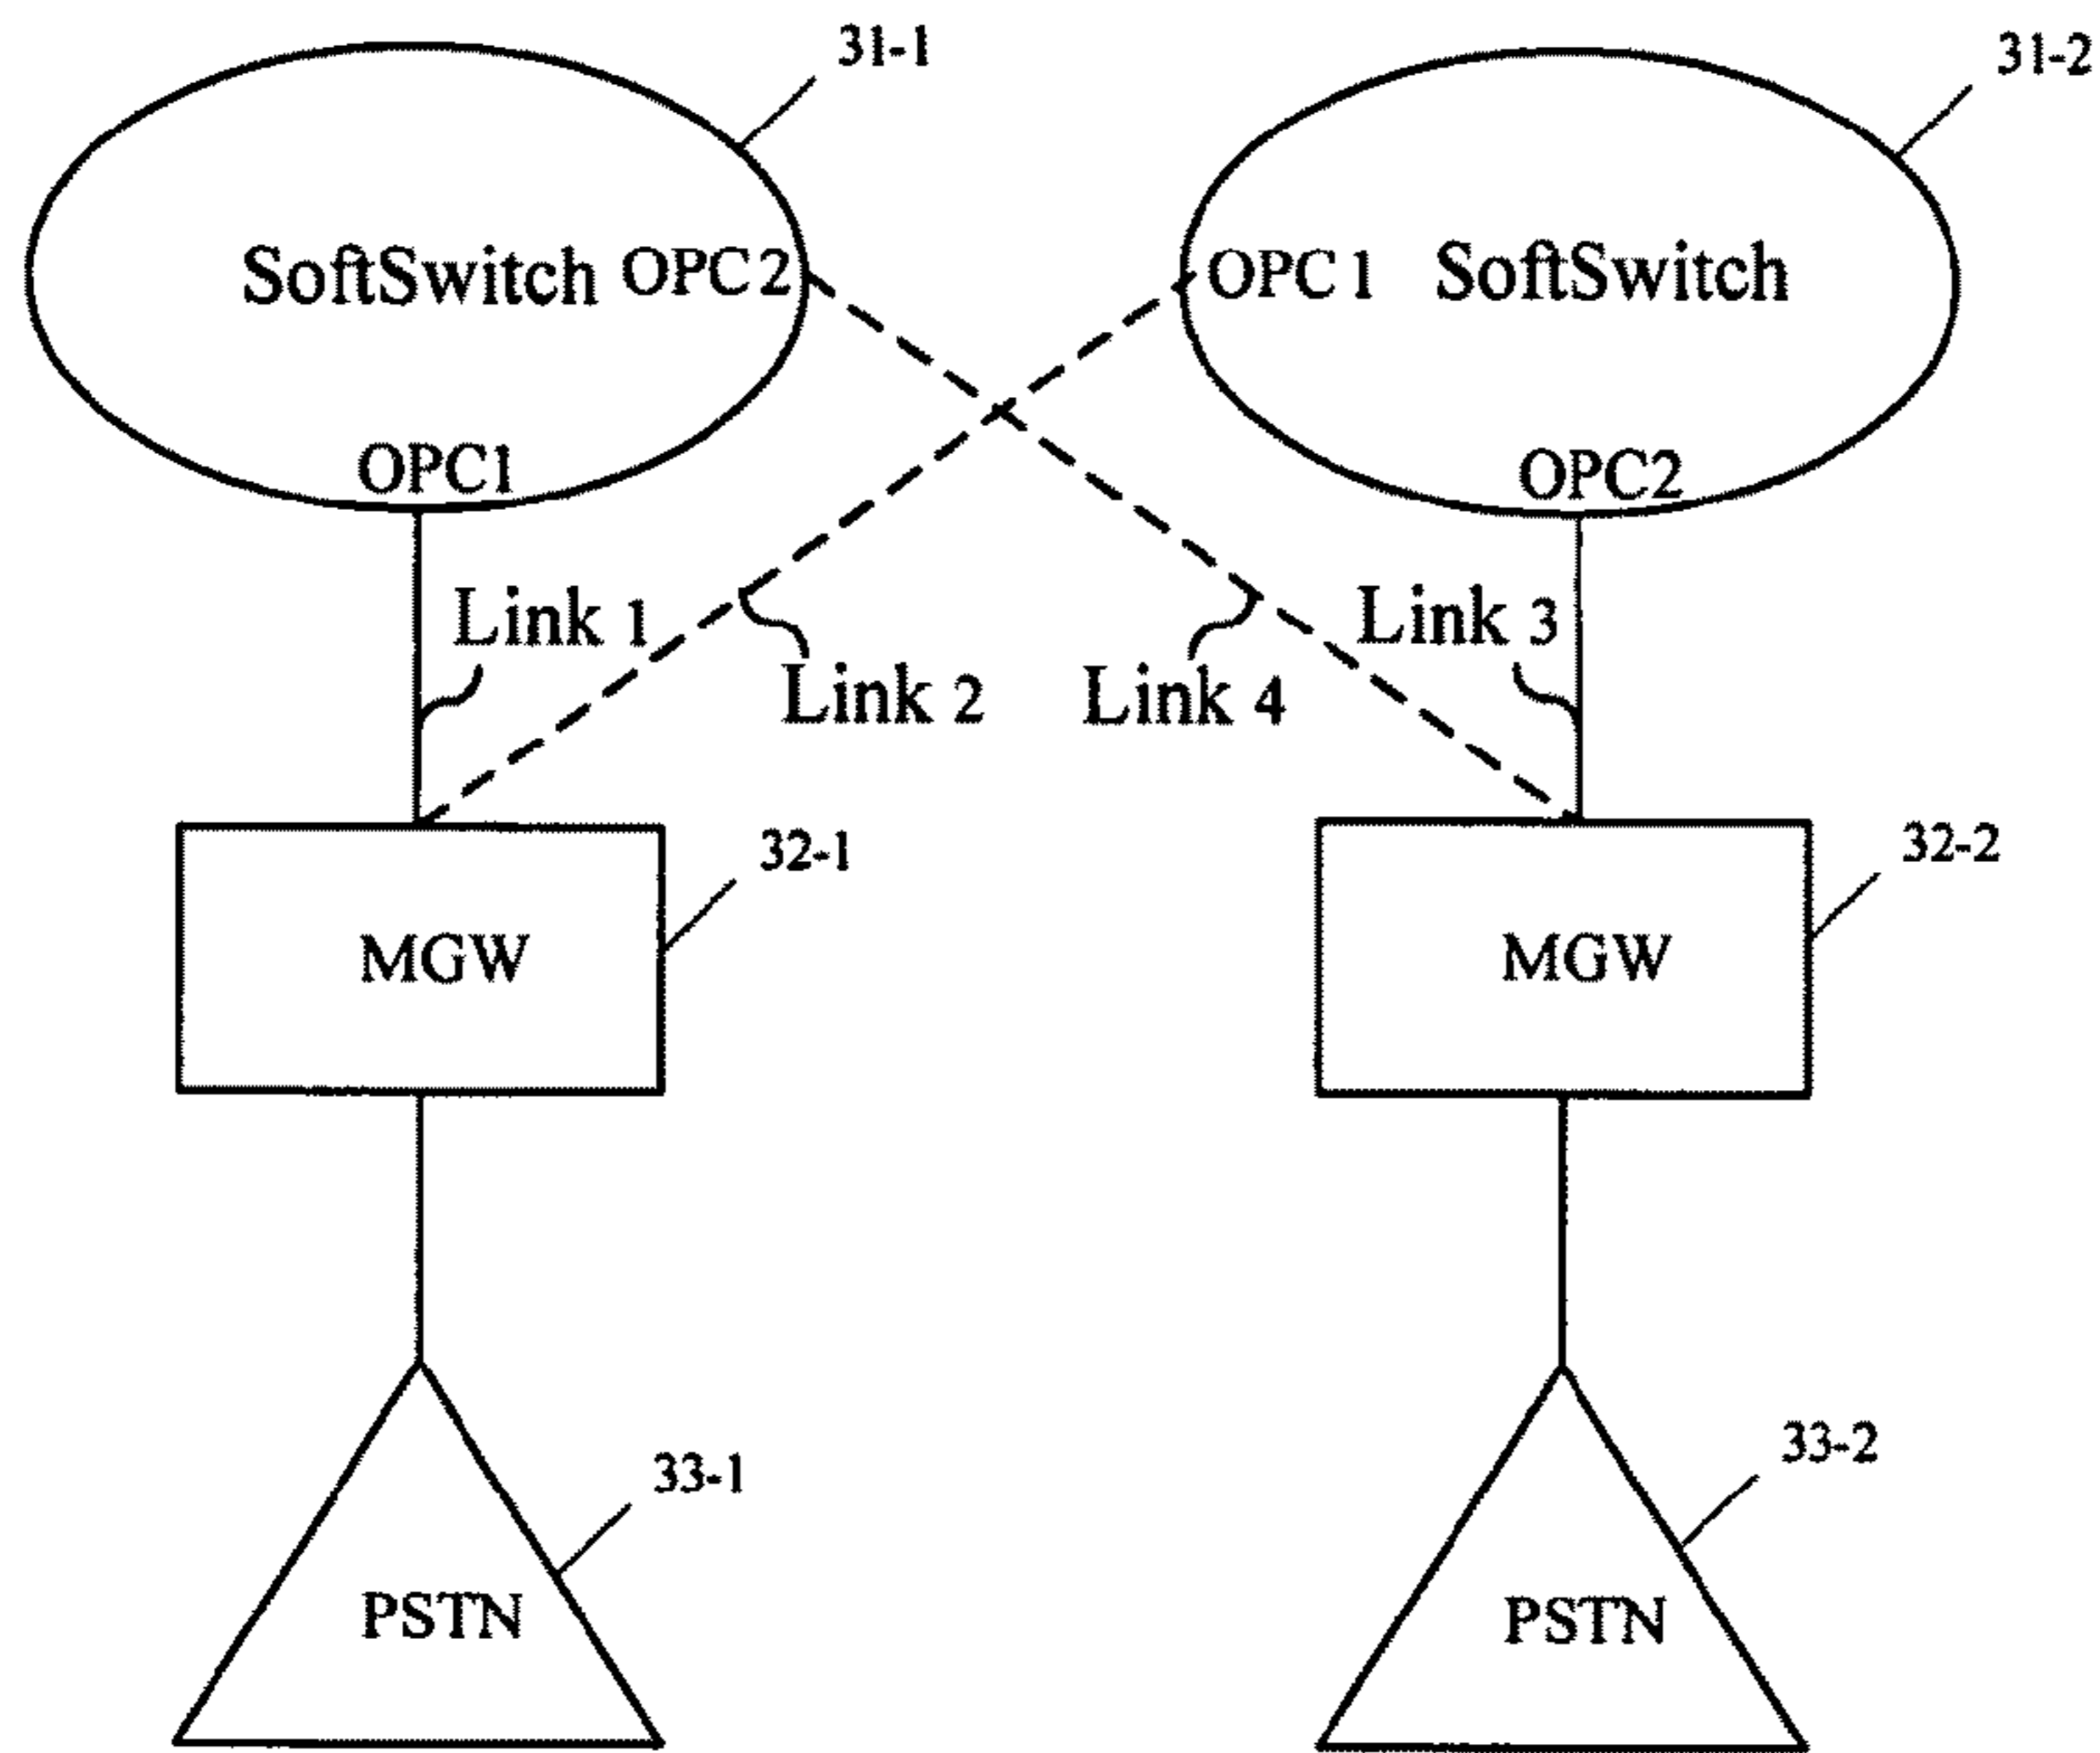 31-1
31-2
SoftSwitch OPC2
OPC1 SoftSwitch
OPC1
OPC2
Link 1
Link 3
Link 2
Link 4
32-1
32-2
MGW
MGW
33-1
33-2
PSTN
PSTN